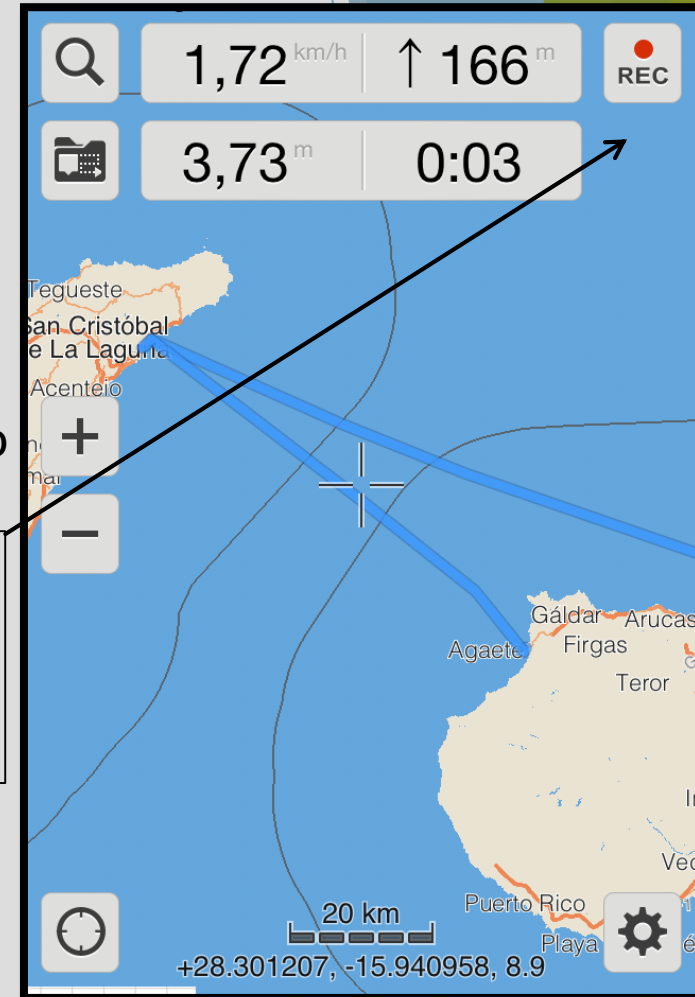 1,72 km/h ↑ 166 m
REC
3,73 m 0:03
Tegueste
San Cristóbal
de La Laguna
Acentejo
Gáldar
Arucas
Agaete
Firgas
Teror
Puerto Rico
Playa
20 km
+28.301207, -15.940958, 8.9